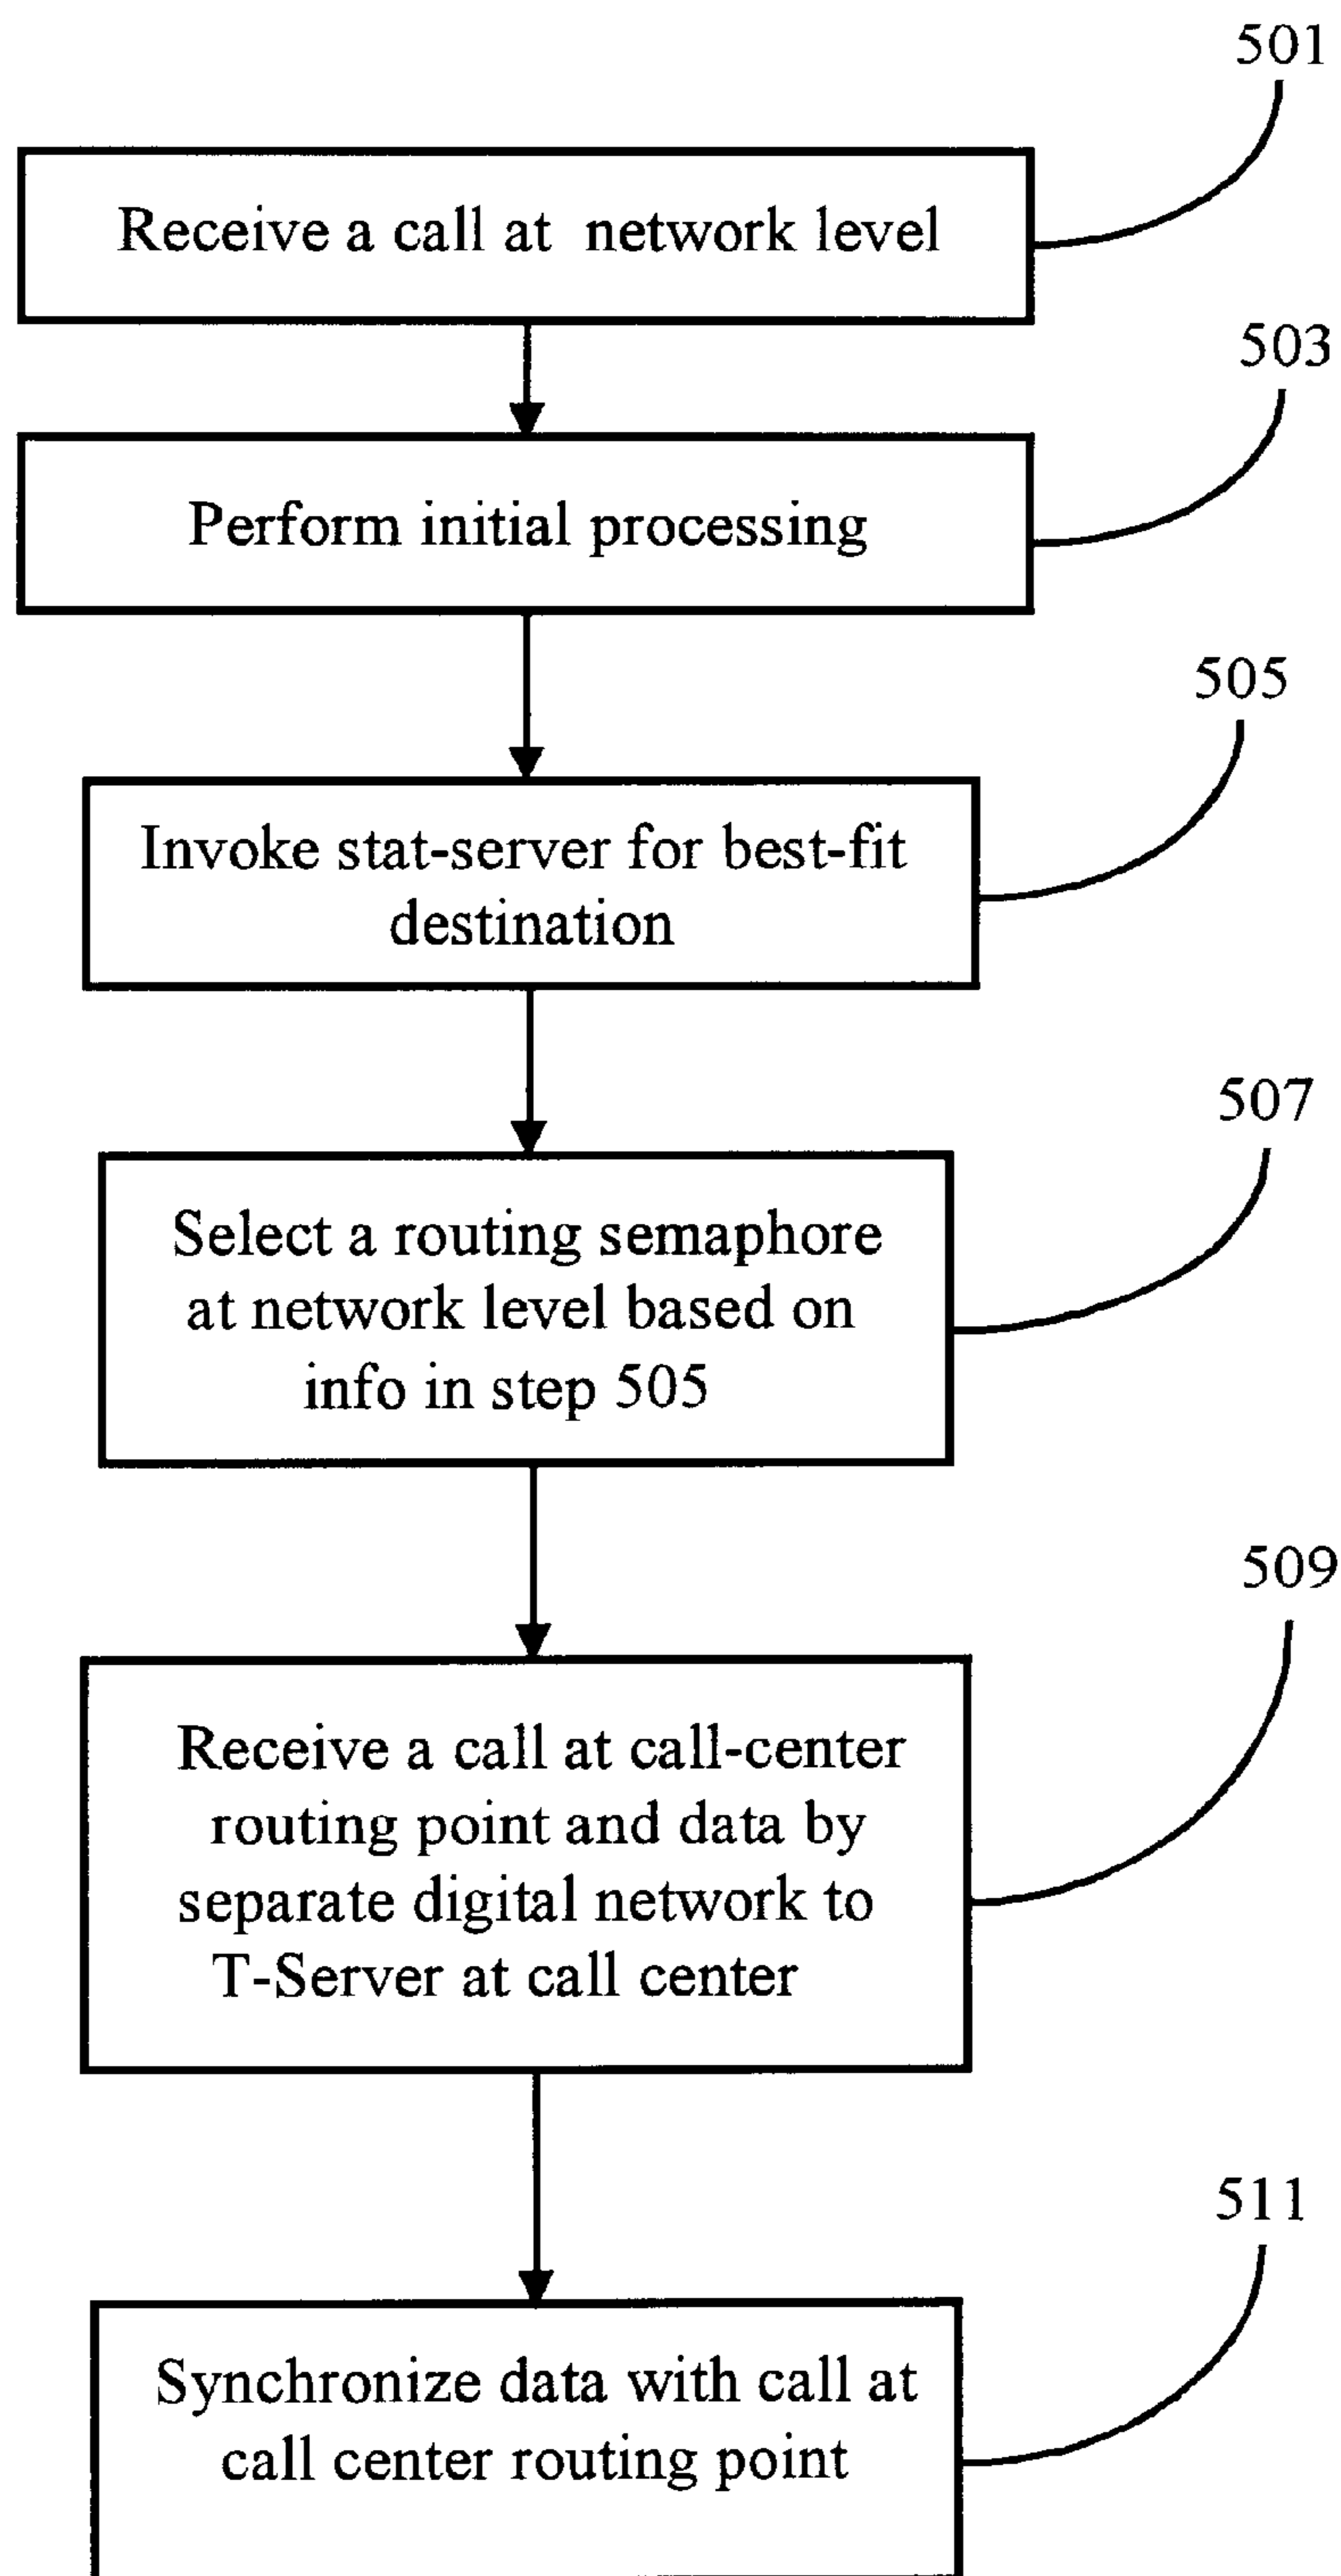 501
Receive a call at network level
503
Perform initial processing
505
Invoke stat-server for best-fit
destination
507
Select a routing semaphore
at network level based on
info in step 505
509
Receive a call at call-center
routing point and data by
separate digital network to
T-Server at call center
511
Synchronize data with call at
call center routing point